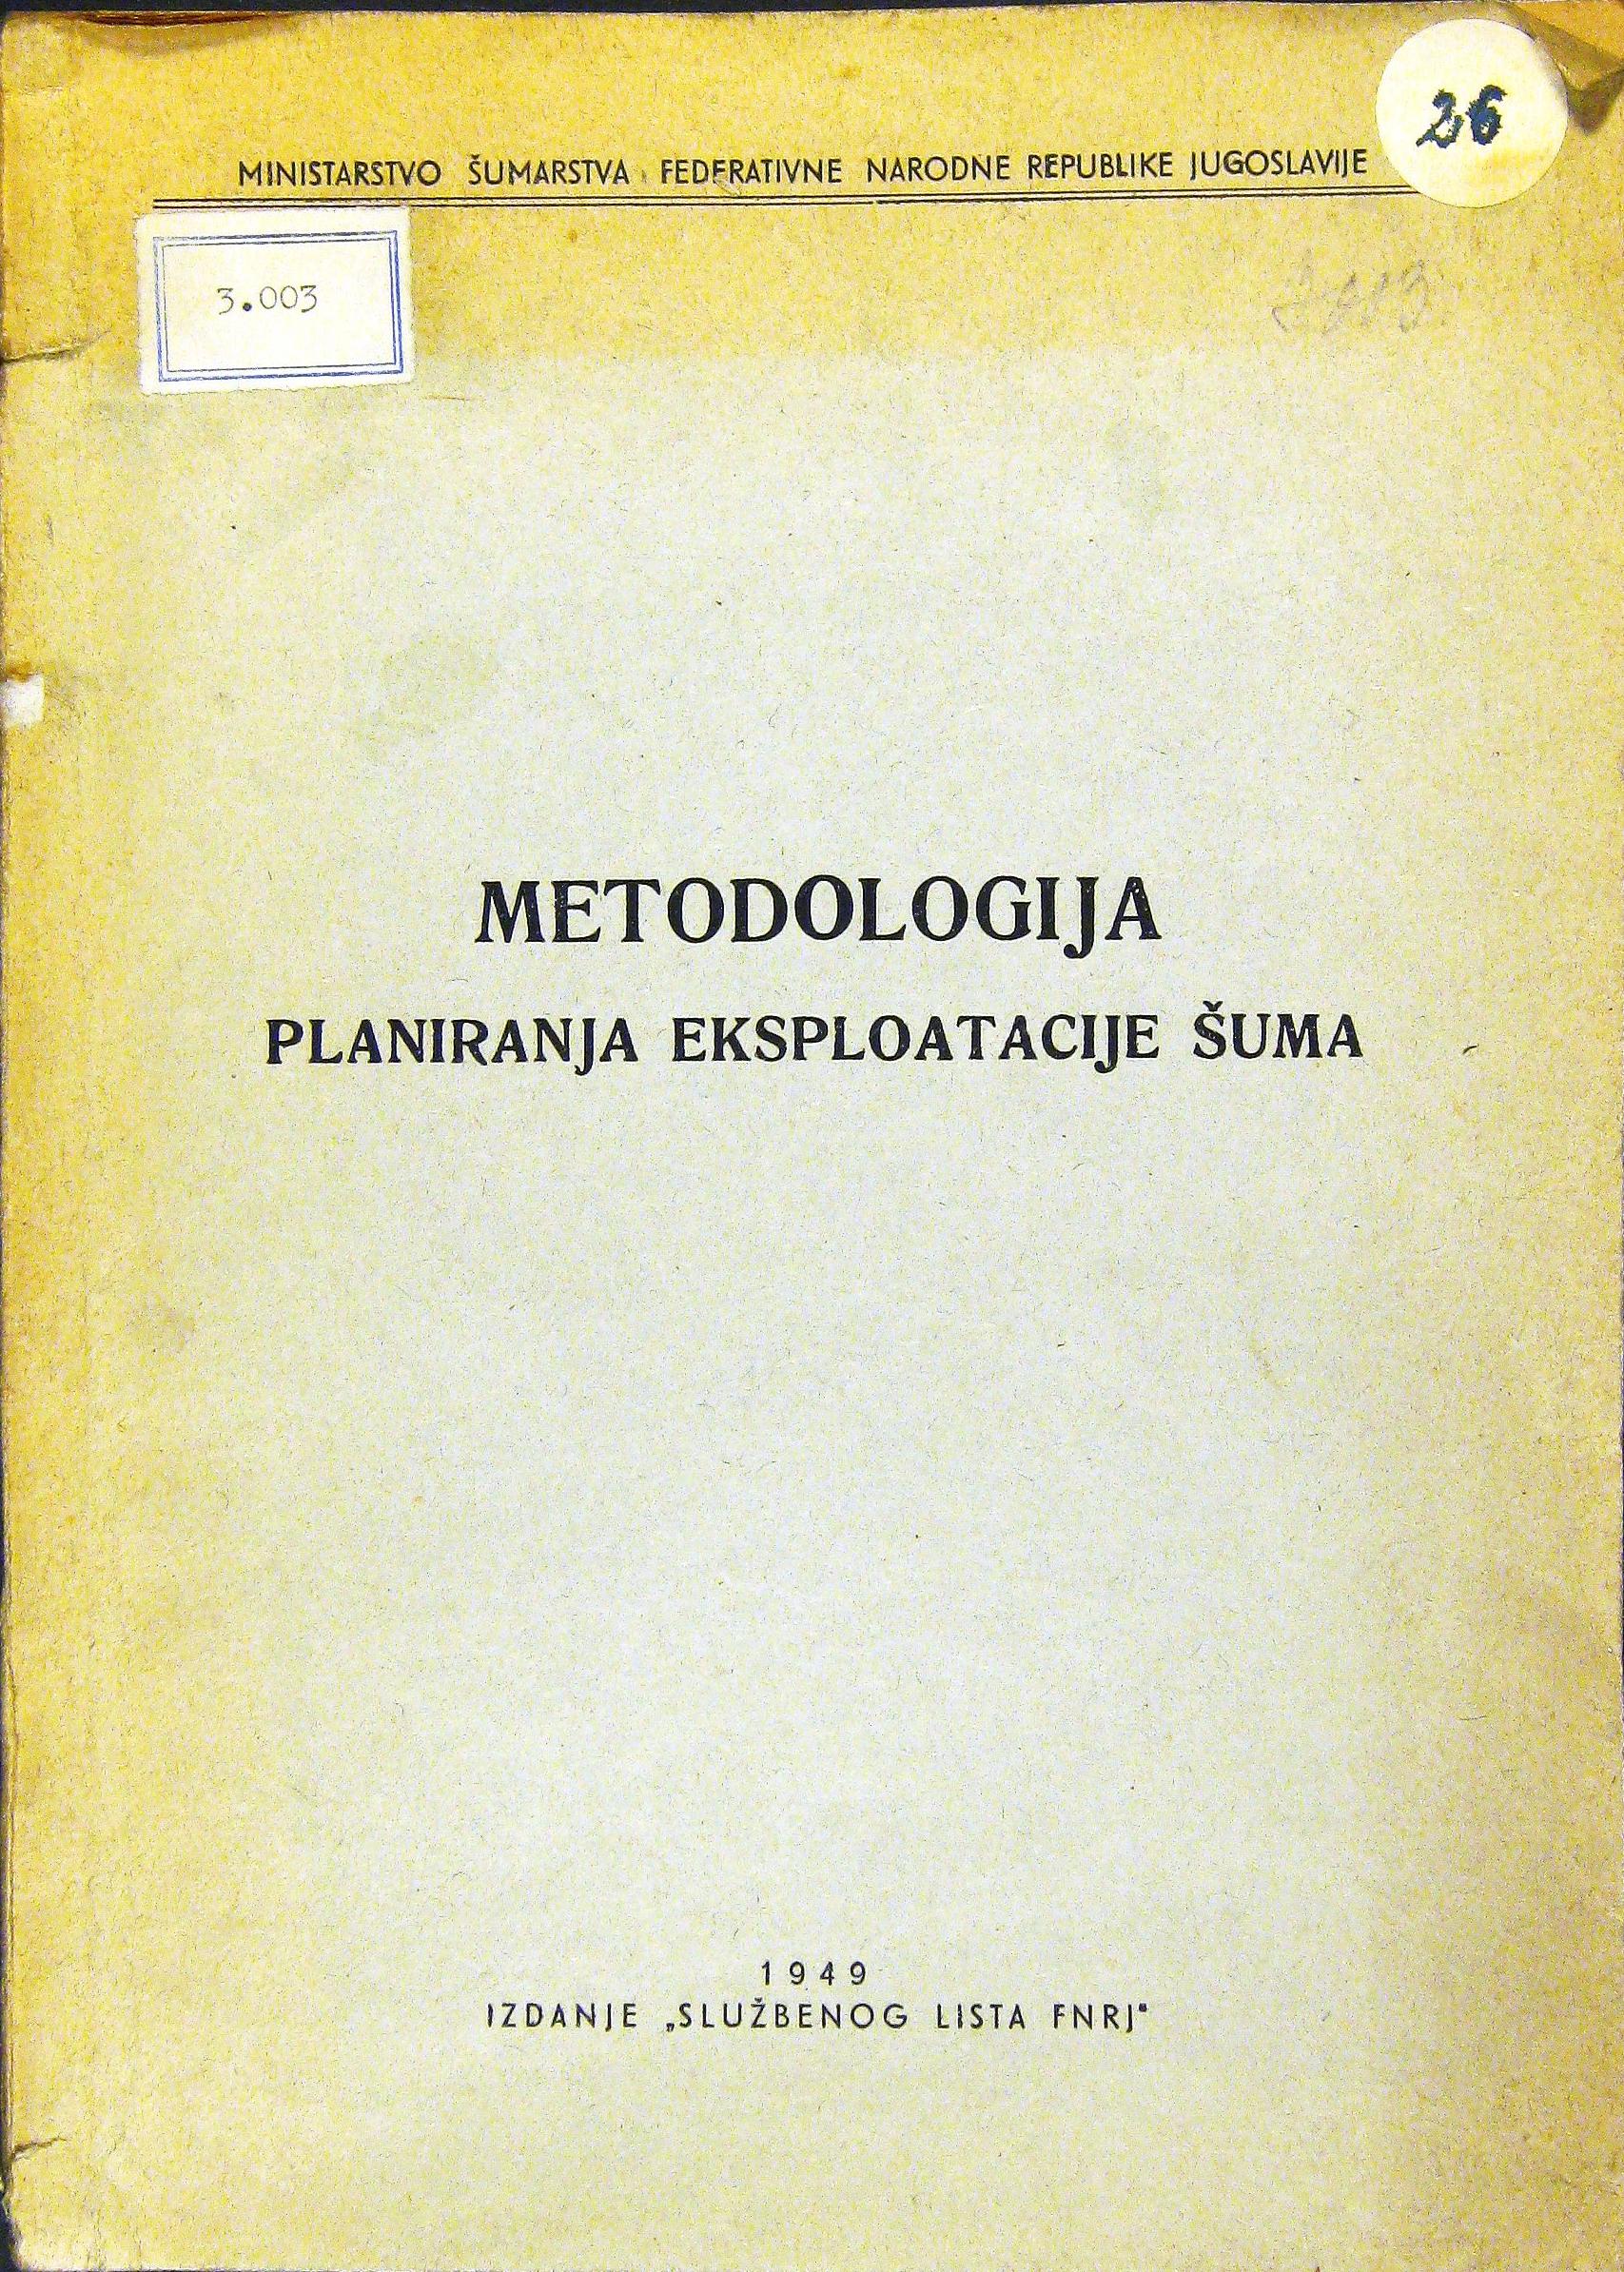 26
MINISTARSTVO ŠUMARSTVA FEDERATIVNE NARODNE REPUBLIKE JUGOSLAVIJE
3.003
METODOLOGIJA
PLANIRANJA EKSPLOATACIJE ŠUMA
1949
IZDANJE „SLUŽBENOG LISTA FNRJ"